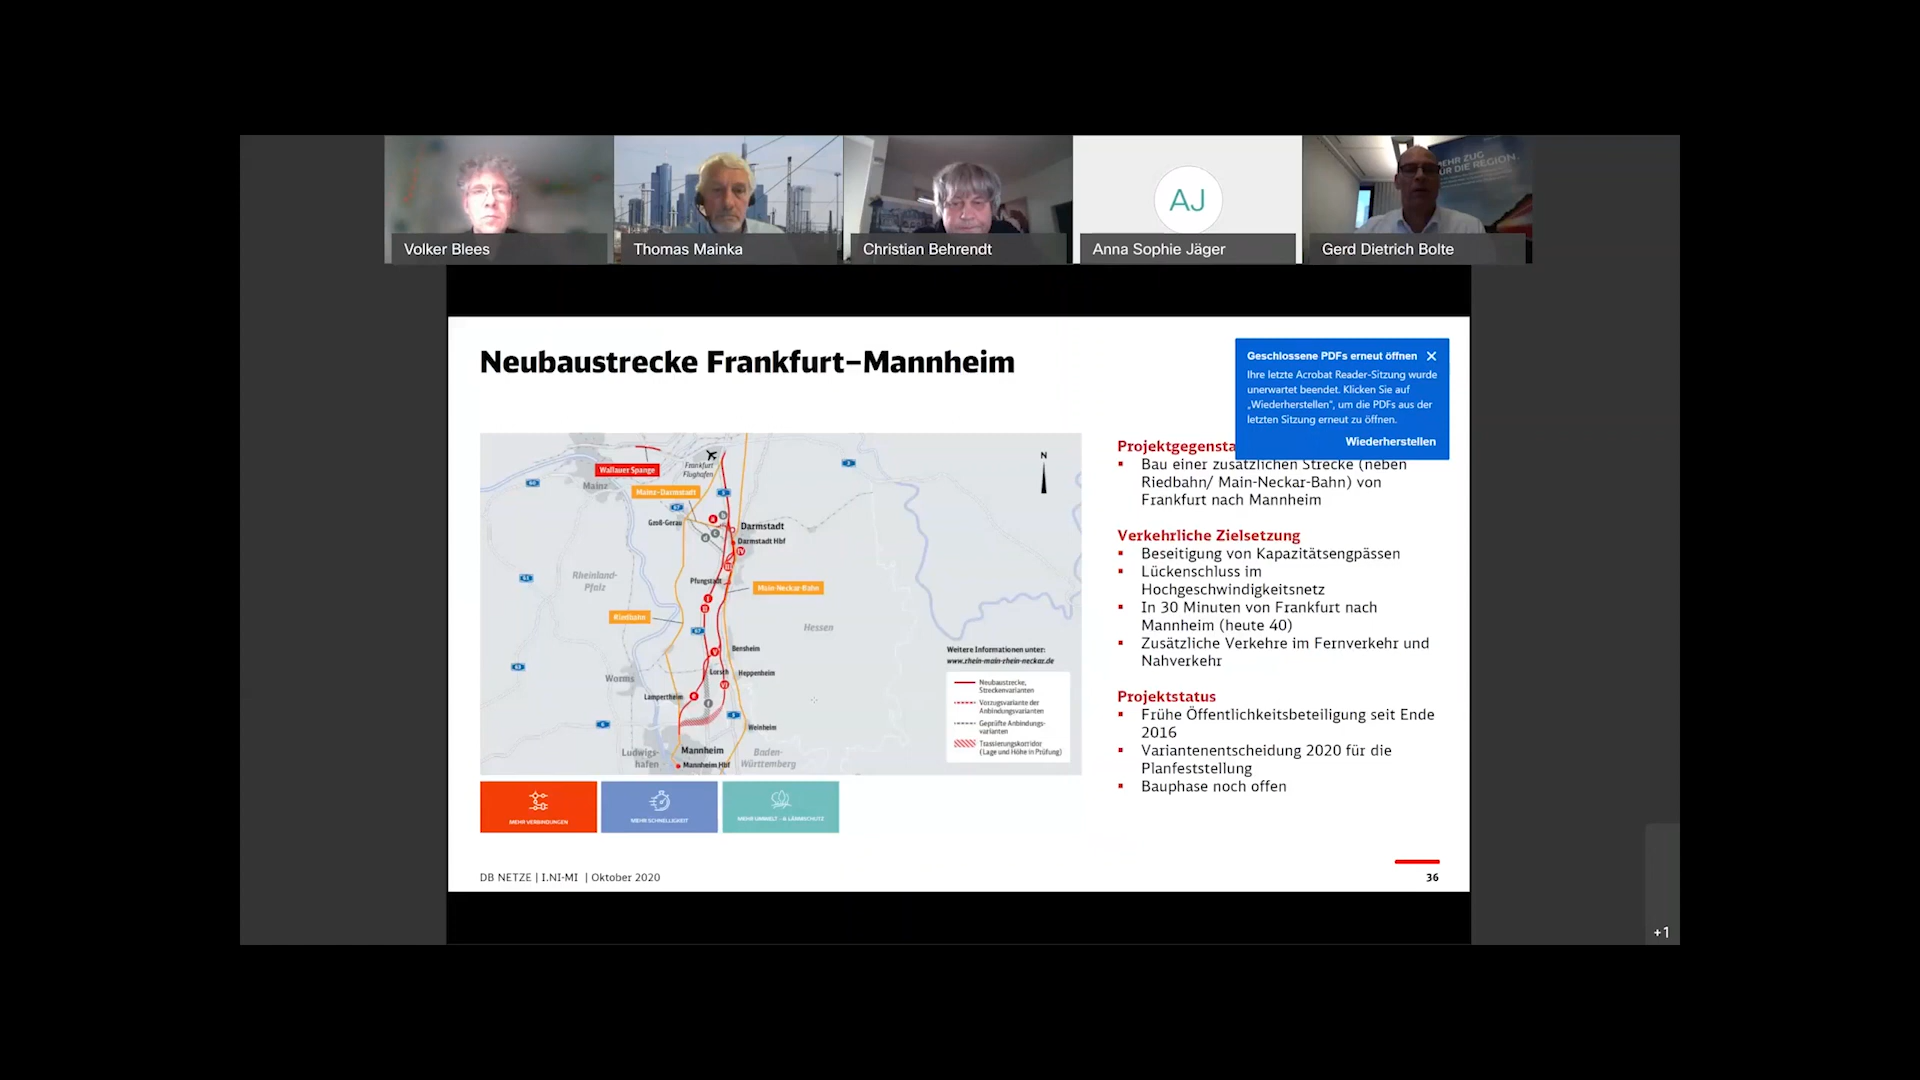 EHR ZUG
ÜR DIE REGION.
AJ
Volker Blees
Thomas Mainka
Christian Behrendt
Anna Sophie Jäger
Gerd Dietrich Bolte
Neubaustrecke Frankfurt–Mannheim
Geschlossene PDFs erneut öffnen
Ihre letzte Acrobat Reader-Sitzung wurde
unerwartet beendet. Klicken Sie auf
„Wiederherstellen", um die PDFs aus der
letzten Sitzung erneut zu öffnen.
Wiederherstellen
Wallauer Spange
Frankfurt
Flughafen
Mainz
Mainz-Darmstadt
Groß-Gerau
Darmstadt
Darmstadt Hbf
Rheinland-
Pfalz
Pfungstadt
Main-Neckar-Bahn
Riedbahn
Hessen
Bensheim
Lorsch
Heppenheim
Worms
Lampertheim
Weinheim
Ludwigs-
hafen
Mannheim
Mannheim Hbf
Baden-
Württemberg
N
Weitere Informationen unter:
www.rhein-main-rhein-neckar.de
Neubaustrecke,
Streckenvarianten
Vorzugsvariante der
Anbindungsvarianten
Geprüfte Anbindungs-
varianten
Trassierungskorridor
(Lage und Höhe in Prüfung)
MEHR VERBINDUNGEN
MEHR SCHNELLIGKEIT
MEHR UMWELT- & LÄRMSCHUTZ
Projektgegensta
Bau einer zusätzlichen Strecke (neben
Riedbahn/ Main-Neckar-Bahn) von
Frankfurt nach Mannheim
Verkehrliche Zielsetzung
Beseitigung von Kapazitätsengpässen
Lückenschluss im
Hochgeschwindigkeitsnetz
In 30 Minuten von Frankfurt nach
Mannheim (heute 40)
Zusätzliche Verkehre im Fernverkehr und
Nahverkehr
Projektstatus
Frühe Öffentlichkeitsbeteiligung seit Ende
2016
Variantenentscheidung 2020 für die
Planfeststellung
Bauphase noch offen
DB NETZE | I.NI-MI | Oktober 2020
36
+1